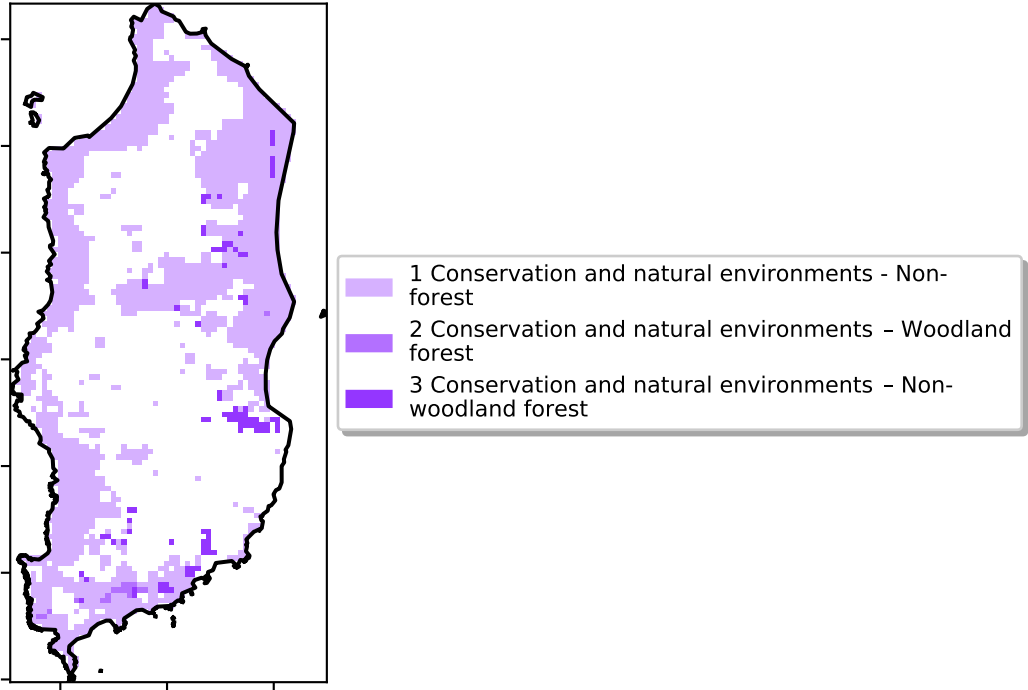 1 Conservation and natural environments - Non-
forest
2 Conservation and natural environments – Woodland
forest
3 Conservation and natural environments – Non-
woodland forest